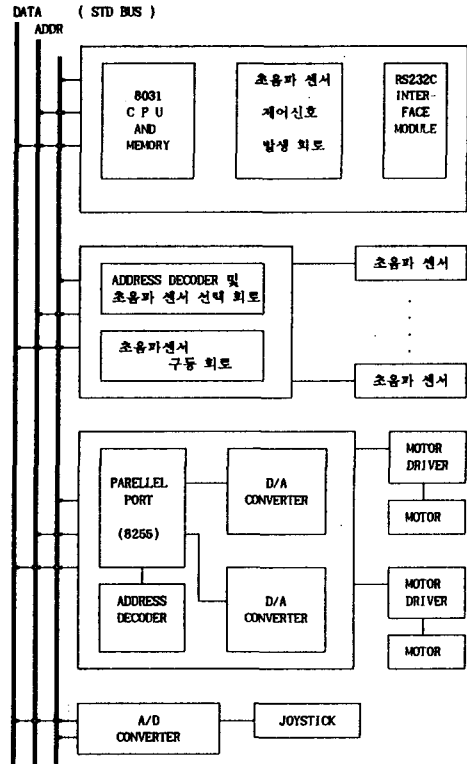 DATA ( STD BUS )
ADDR
8031
C P U
AND
MEMORY
초음파 센서
제어신호
발생 회로
RS232C
INTER-
FACE
MODULE
ADDRESS DECODER 및
초음파 센서 선택 회로
초음파센서
구동 회로
초음파 센서
초음파 센서
PARELLEL
PORT
(8255)
ADDRESS
DECODER
D/A
CONVERTER
D/A
CONVERTER
MOTOR
DRIVER
MOTOR
MOTOR
DRIVER
MOTOR
A/D
CONVERTER
JOYSTICK